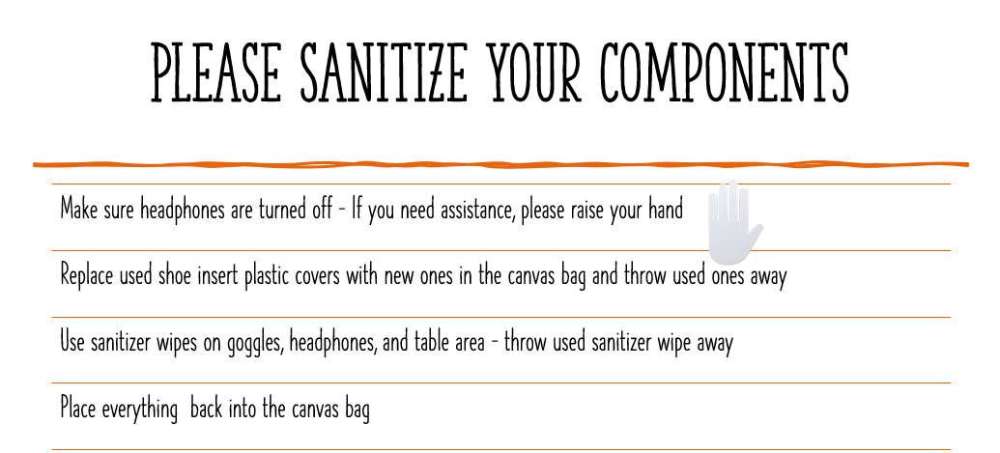 PLEASE SANITIZE YOUR COMPONENTS
Make sure headphones are turned off - If you need assistance, please raise your hand
Replace used shoe insert plastic covers with new ones in the canvas bag and throw used ones away
Use sanitizer wipes on goggles, headphones, and table area - throw used sanitizer wipe away
Place everything  back into the canvas bag